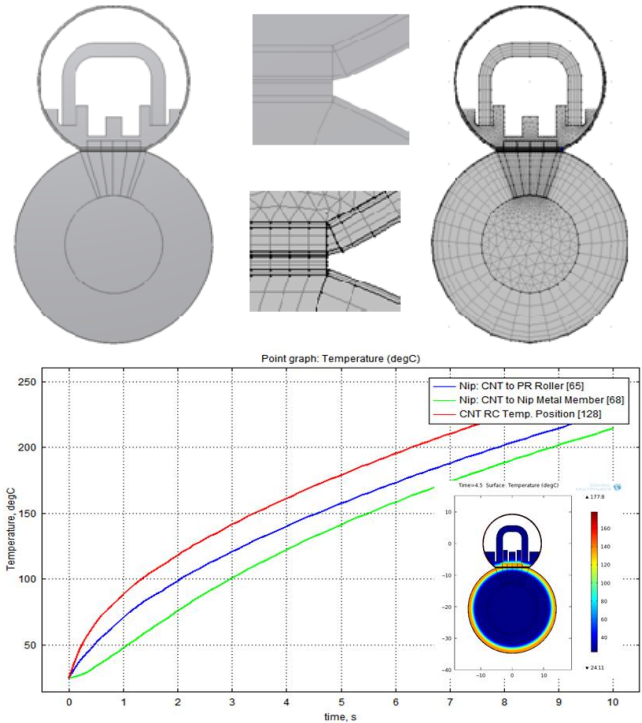 Point graph: Temperature (degC)
250
200
150
100
50
Temperature, degC
Nip: CNT to PR Roller [65]
Nip: CNT to Nip Metal Member [68]
CNT RC Temp. Position [128]
Time=4.5 Surface: Temperature (degC)
▲ 177.8
10
0
-10
-20
-30
-40
-10 0 10
160
140
120
100
80
60
40
▼ 24.11
0 1 2 3 4 5 6 7 8 9 10
time, s